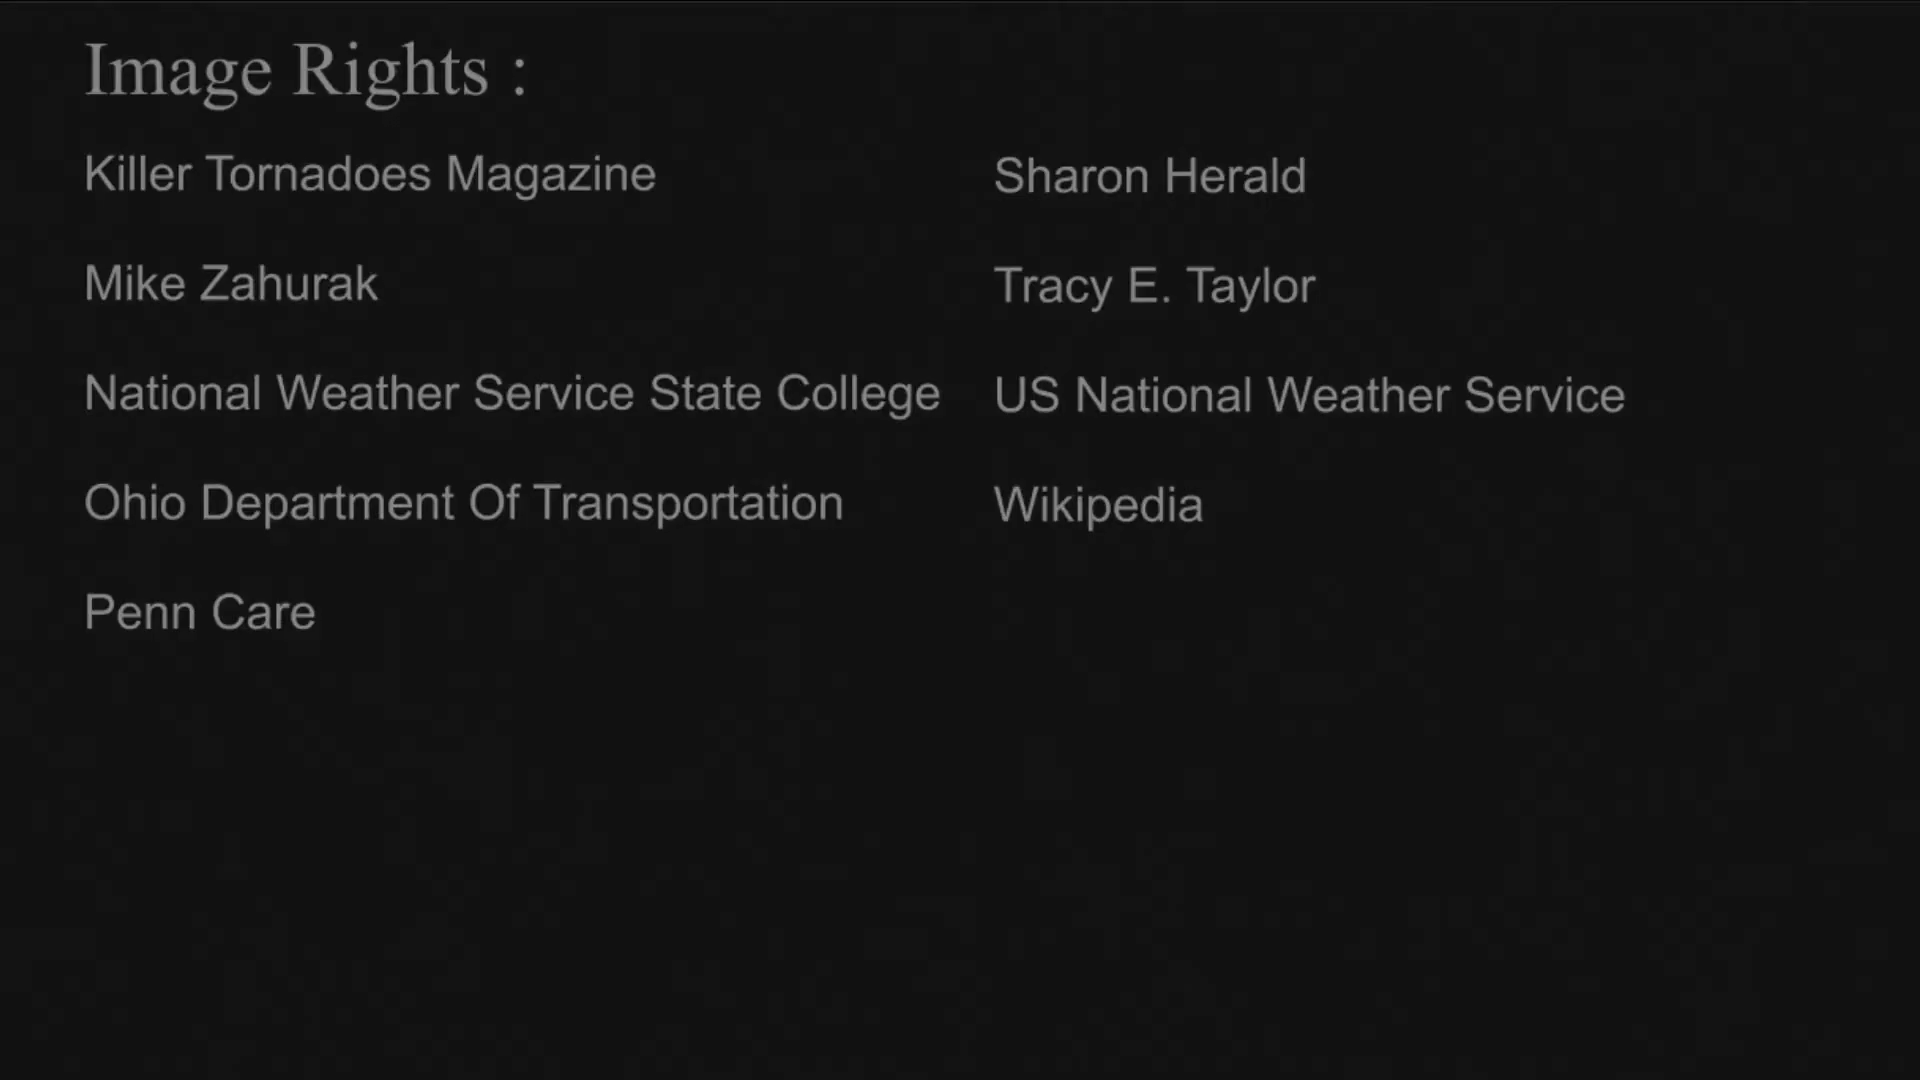 Image Rights :
Killer Tornadoes Magazine
Mike Zahurak
National Weather Service State College
Ohio Department Of Transportation
Penn Care
Sharon Herald
Tracy E. Taylor
US National Weather Service
Wikipedia